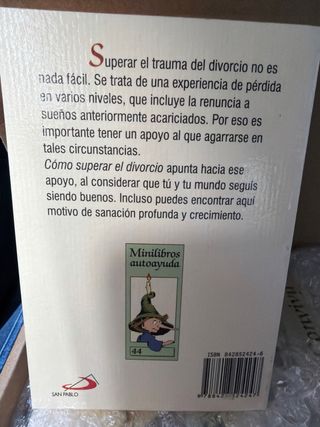 Superar el trauma del divorcio no es
nada fácil. Se trata de una experiencia de pérdida
en varios niveles, que incluye la renuncia a
sueños anteriormente acariciados. Por eso es
importante tener un apoyo al que agarrarse en
tales circunstancias.
Cómo superar el divorcio apunta hacia ese
apoyo, al considerar que tú y tu mundo seguís
siendo buenos. Incluso puedes encontrar aquí
motivo de sanación profunda y crecimiento.
Minilibros
autoayuda
44
SAN PABLO
ISBN 842852424-6